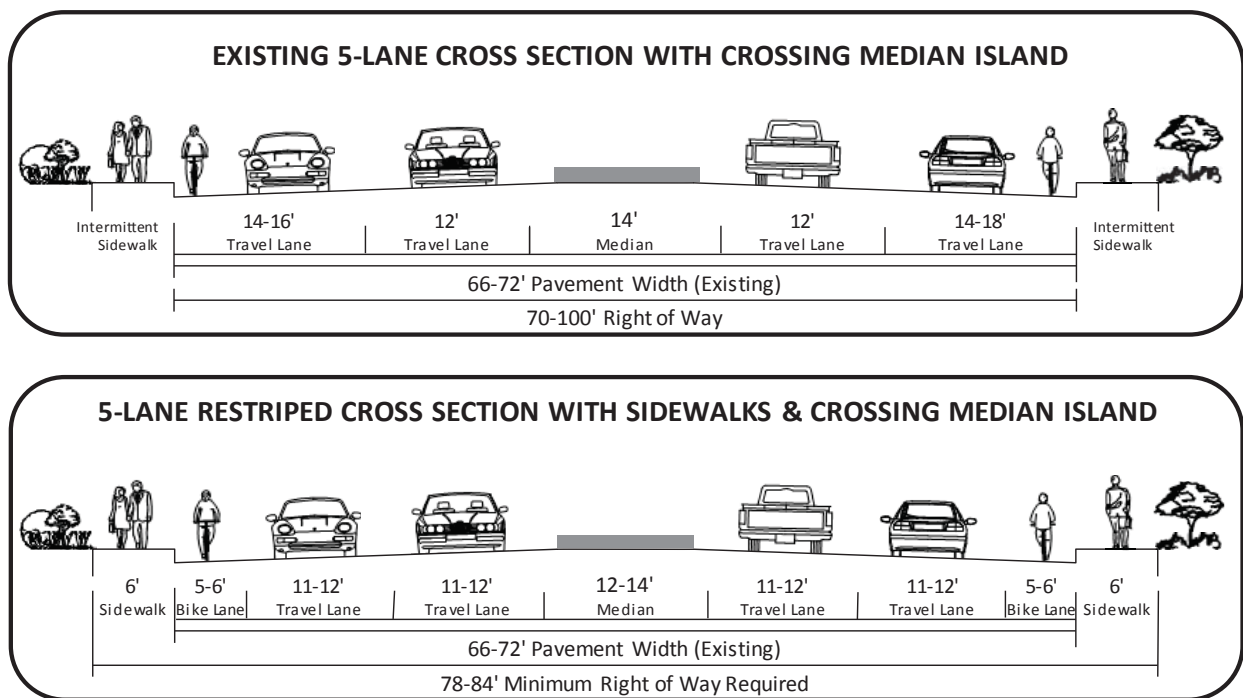 EXISTING 5-LANE CROSS SECTION WITH CROSSING MEDIAN ISLAND
Intermittent
Sidewalk
14-16'
Travel Lane
12'
Travel Lane
14'
Median
12'
Travel Lane
14-18'
Travel Lane
Intermittent
Sidewalk
66-72' Pavement Width (Existing)
70-100' Right of Way
5-LANE RESTRIPED CROSS SECTION WITH SIDEWALKS & CROSSING MEDIAN ISLAND
6'
Sidewalk
5-6'
Bike Lane
11-12'
Travel Lane
11-12'
Travel Lane
12-14'
Median
11-12'
Travel Lane
11-12'
Travel Lane
5-6'
Bike Lane
6'
Sidewalk
66-72' Pavement Width (Existing)
78-84' Minimum Right of Way Required